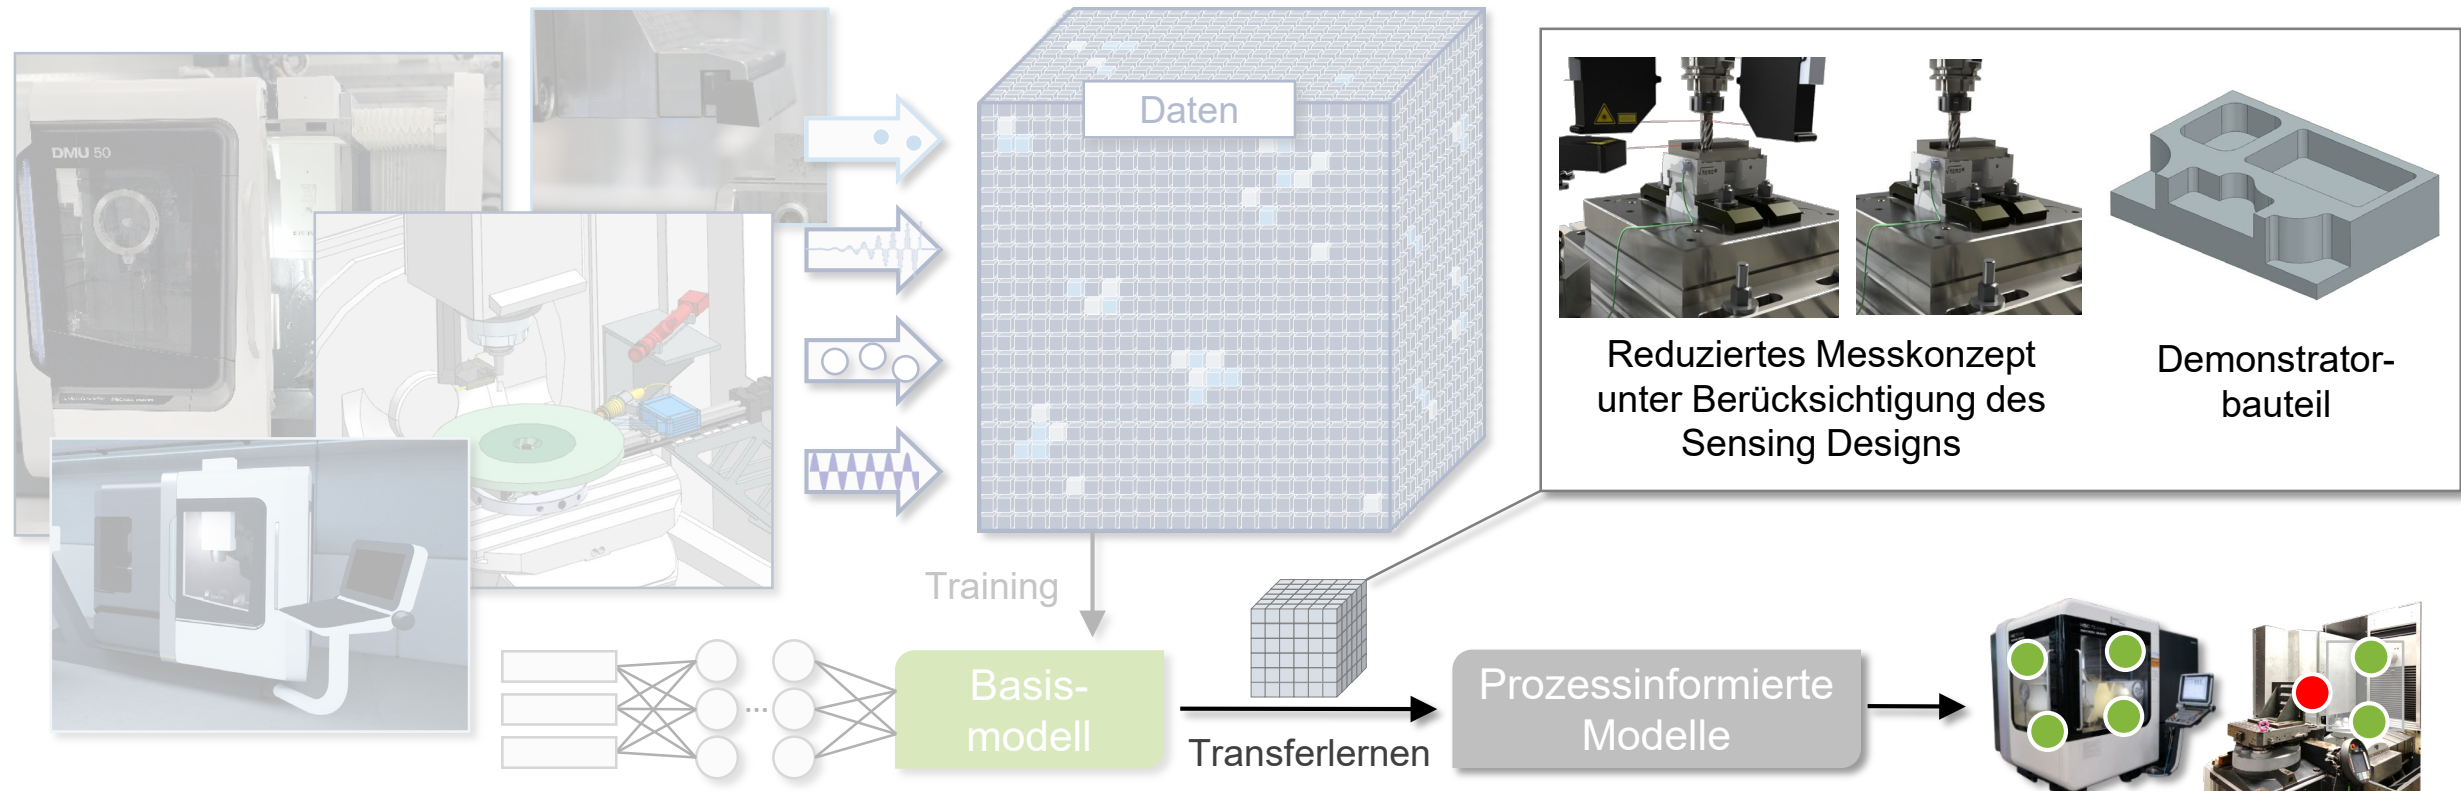 DMU 50
Daten
Reduziertes Messkonzept
unter Berücksichtigung des
Sensing Designs
Demonstrator-
bauteil
Training
Basis-
modell
...
Transferlernen
Prozessinformierte
Modelle